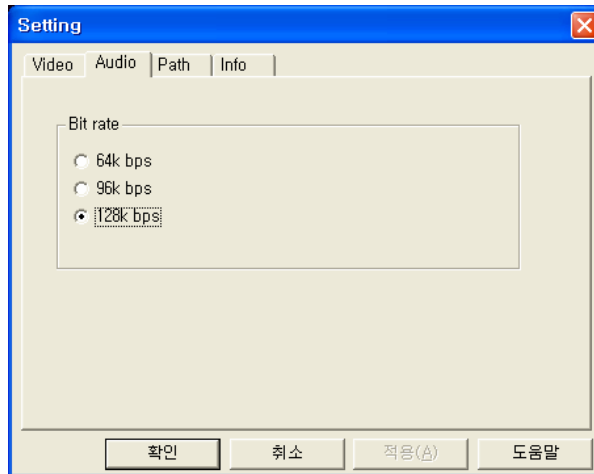 Setting
Video Audio Path Info
Bit rate
64k bps
96k bps
128k bps
확인 취소 적용(A) 도움말